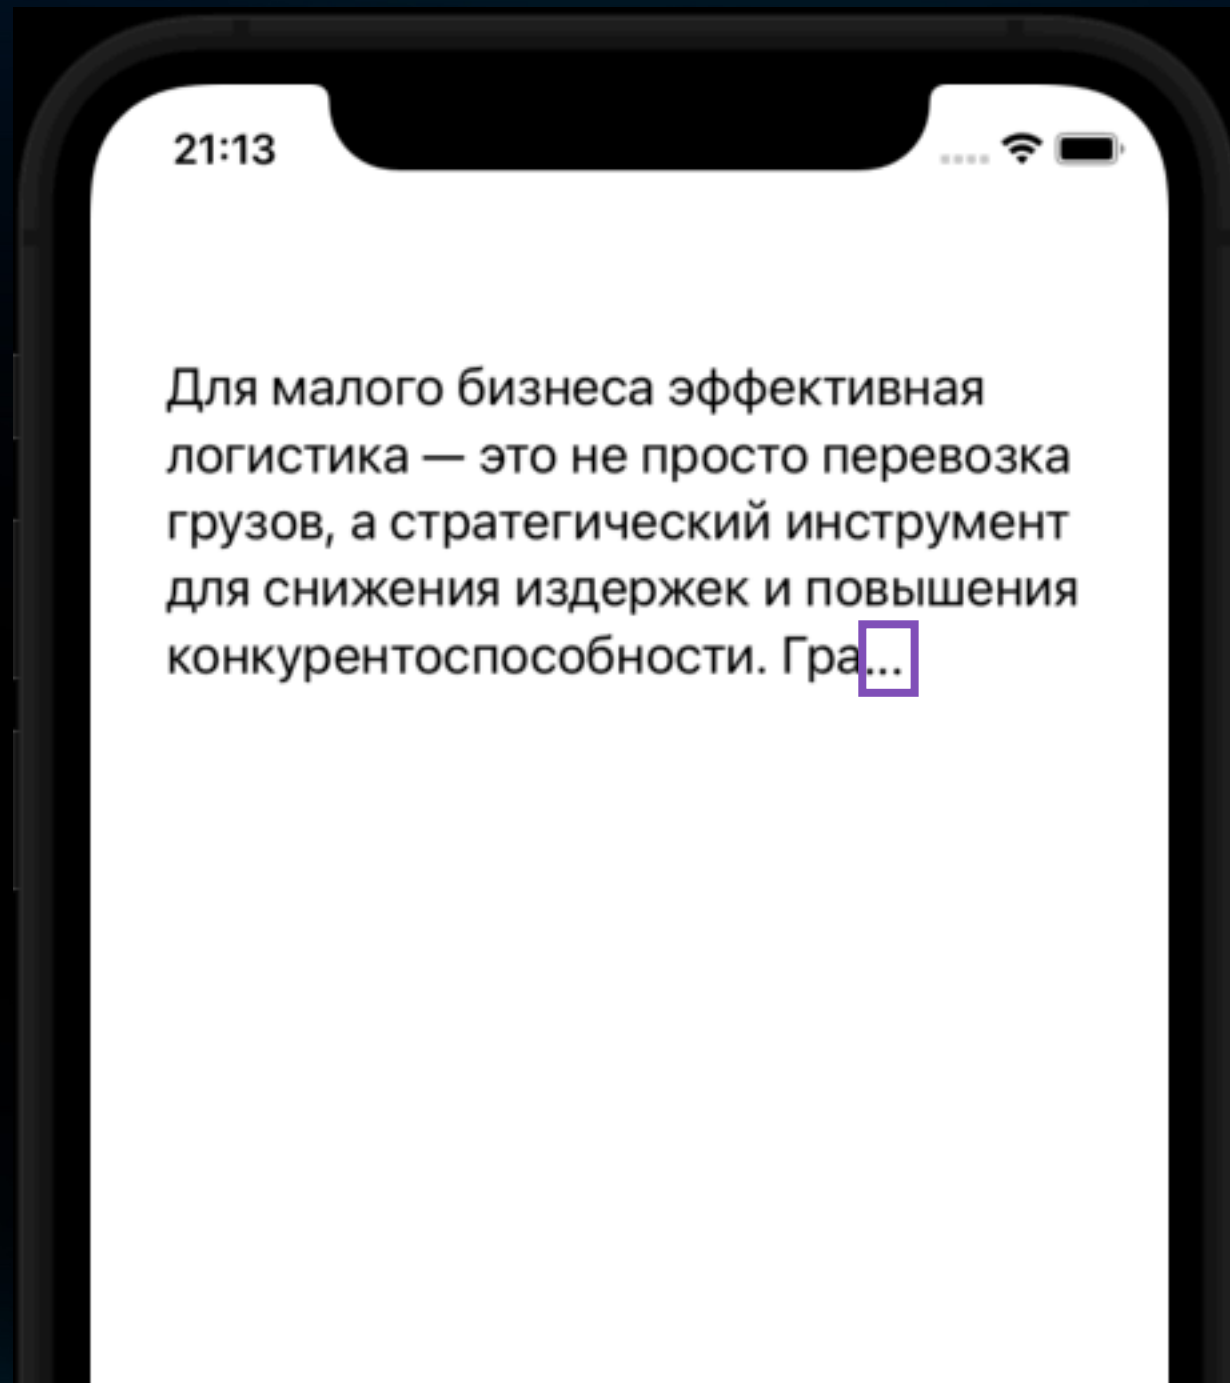 21:13
Для малого бизнеса эффективная
логистика — это не просто перевозка
грузов, а стратегический инструмент
для снижения издержек и повышения
конкурентоспособности. Гра...